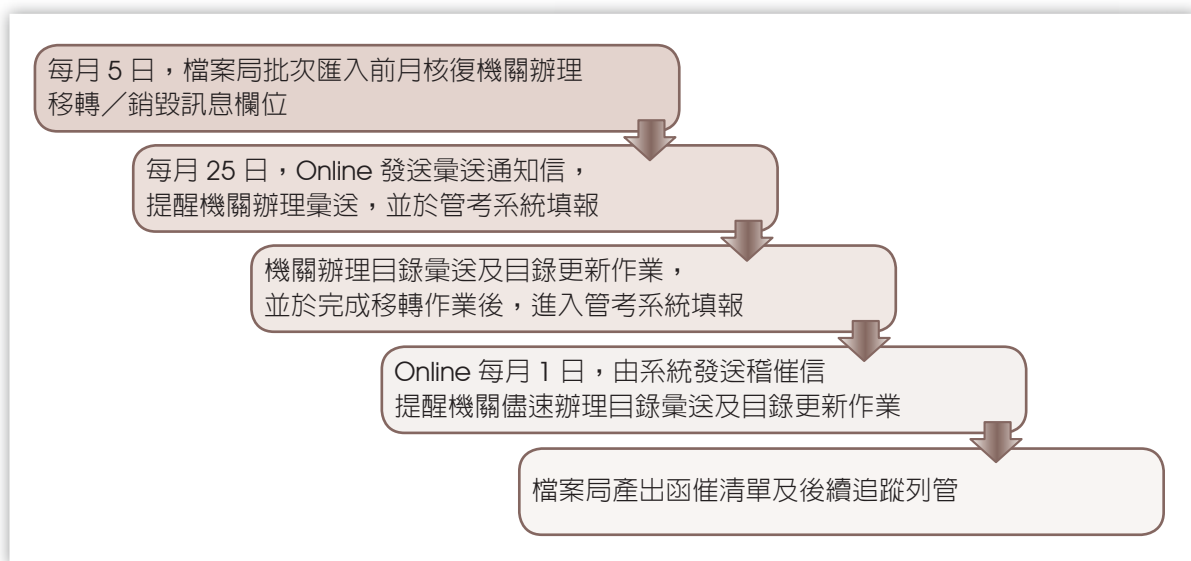 每月 5 日，檔案局批次匯入前月核復機關辦理
移轉／銷毀訊息欄位
每月 25 日，Online 發送彙送通知信，
提醒機關辦理彙送，並於管考系統填報
機關辦理目錄彙送及目錄更新作業，
並於完成移轉作業後，進入管考系統填報
Online 每月 1 日，由系統發送稽催信
提醒機關儘速辦理目錄彙送及目錄更新作業
檔案局產出函催清單及後續追蹤列管